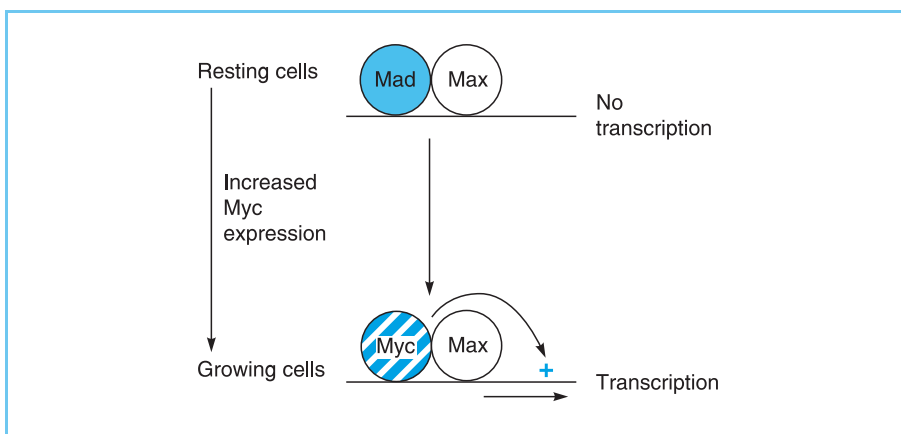 Resting cells
Mad
Max
No
transcription
Increased
Myc
expression
Myc
Max
+
Growing cells
Transcription